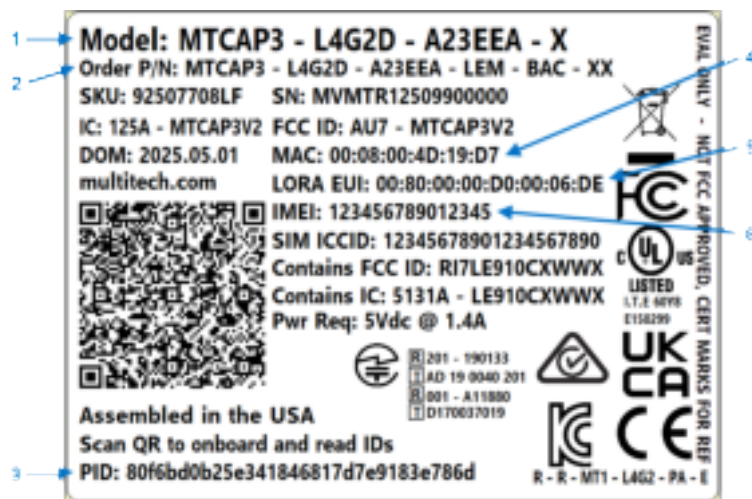 1
Model: MTCAP3 - L4G2D - A23EEA - X
2
Order P/N: MTCAP3 - L4G2D - A23EEA - LEM - BAC - XX
SKU: 92507708LF SN: MVMTR12509900000
IC: 125A - MTCAP3V2 FCC ID: AU7 - MTCAP3V2
DOM: 2025.05.01 MAC: 00:08:00:4D:19:D7
4
multitech.com LORA EUI: 00:80:00:00:D0:00:06:DE
5
IMEI: 123456789012345
6
SIM ICCID: 12345678901234567890
Contains FCC ID: RI7LE910CXWWX
Contains IC: 5131A - LE910CXWWX
Pwr Req: 5Vdc @ 1.4A
EVAL ONLY - NOT FCC APPROVED, CERT MARKS FOR REF
FC
C UL US
LISTED
I.T.E 60Y8
E150299
R 201 - 190133
T AD 19 0040 201
R 001 - A11880
T D170037019
UK
CA
CE
Assembled in the USA
Scan QR to onboard and read IDs
3
PID: 80f6bd0b25e341846817d7e9183e786d
R - R - MT1 - L4G2 - PA - E